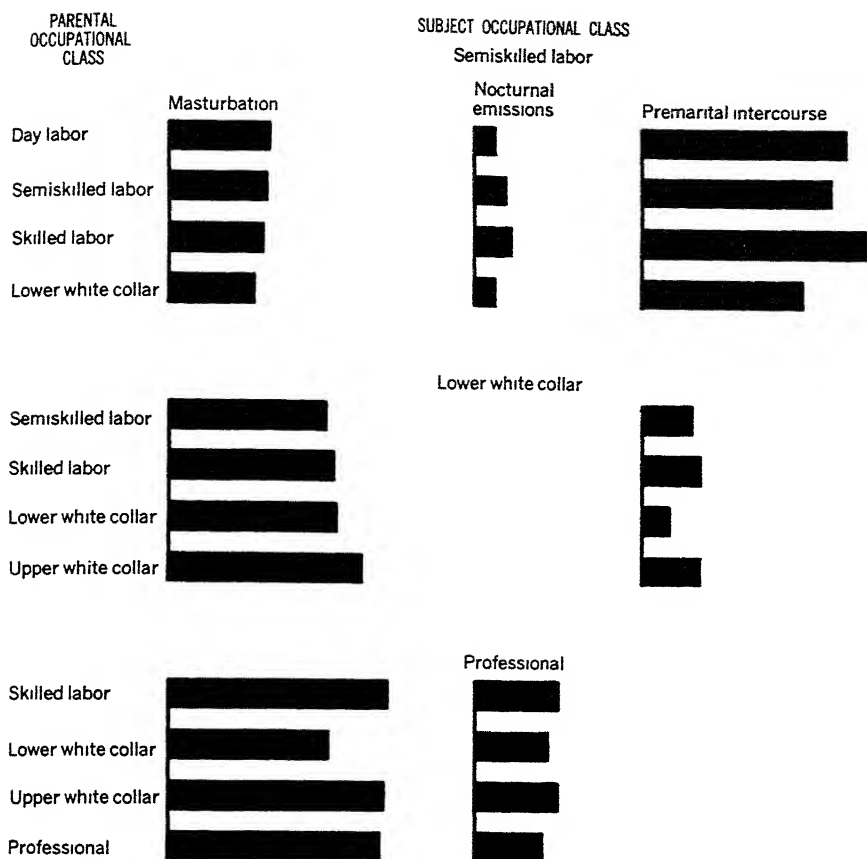 PARENTAL
OCCUPATIONAL
CLASS
SUBJECT OCCUPATIONAL CLASS
Semiskilled labor
Masturbation
Nocturnal
emissions
Premarital intercourse
Day labor
Semiskilled labor
Skilled labor
Lower white collar
Lower white collar
Semiskilled labor
Skilled labor
Lower white collar
Upper white collar
Professional
Skilled labor
Lower white collar
Upper white collar
Professional